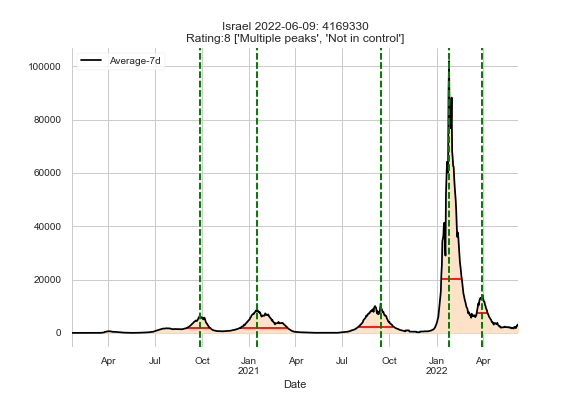 Israel 2022-06-09: 4169330
Rating:8 ['Multiple peaks', 'Not in control']
Average-7d
100000
80000
60000
40000
20000
0
Apr Jul Oct Jan Apr Jul Oct Jan Apr
2021 2022
Date